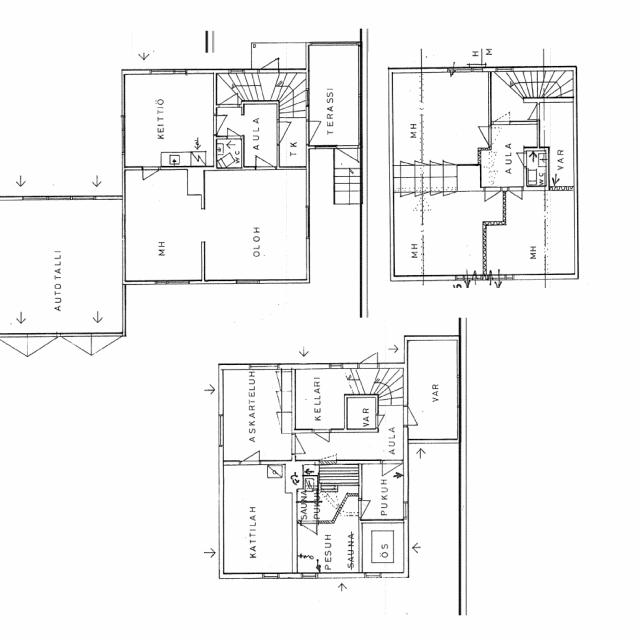 KEITTIÖ
WC
AULA
TK
TERASSI
MH
OLOH
AUTOTALLI
H
M
MH
AULA
WC
VAR
MH
MH
ASKARTELUH
KELLARI
VAR
AULA
VAR
KATTILAH
SAUNA
PUKUH
PESUH
SAUNA
PUKUH
ÖS